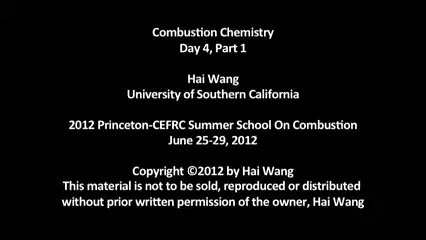 Combustion Chemistry
Day 4, Part 1
Hai Wang
University of Southern California
2012 Princeton-CEFRC Summer School On Combustion
June 25-29, 2012
Copyright ©2012 by Hai Wang
This material is not to be sold, reproduced or distributed
without prior written permission of the owner, Hai Wang